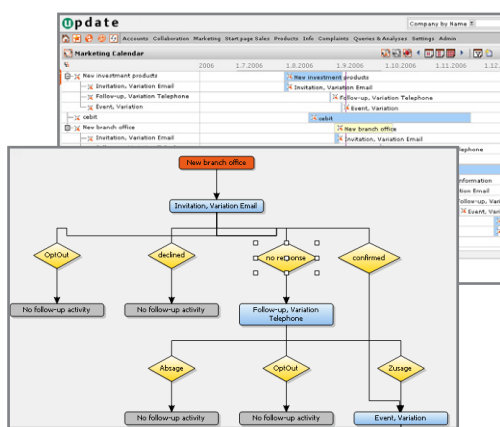 update
Company by Name
Accounts Collaboration Marketing Start page Sales Products Info Complaints Queries & Analyses Settings Admin
Marketing Calendar
2006 1.7.2006 1.8.2006 1.9.2006 1.10.2006 1.11.2006 1.12.
New investment products New investment products
Invitation, Variation Email Invitation, Variation Email
Follow-up, Variation Telephone Follow-up, Variation Telephone
Event, Variation Event, Variation
cebit cebit
New branch office New branch office
Invitation, Variation Email Invitation, Variation Email
lephone
formation
tion Email
ollow-up, Vari
Event, Var
New branch office
Invitation, Variation Email
OptOut declined no response confirmed
No follow-up activity No follow-up activity Follow-up, Variation
Telephone
Absage OptOut Zusage
No follow-up activity No follow-up activity Event, Variation